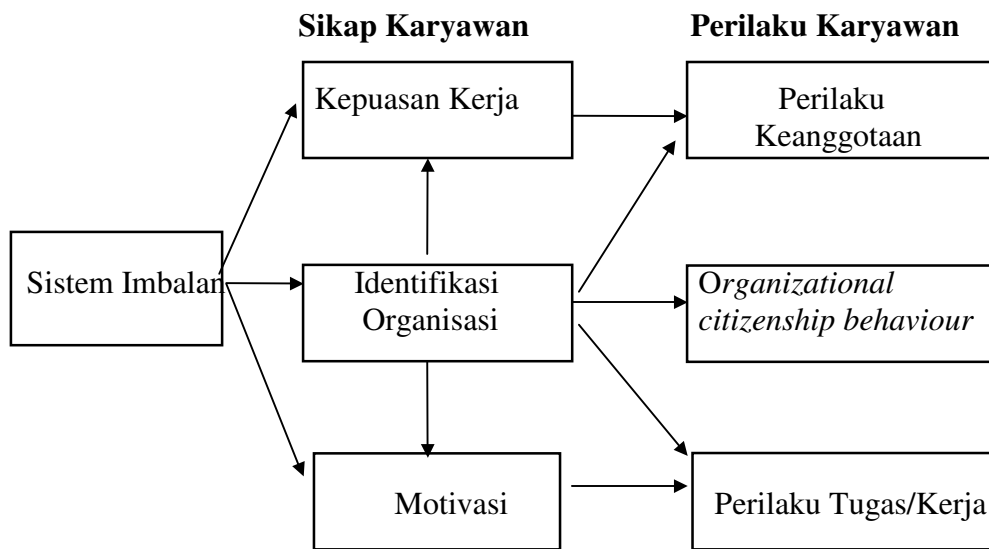 Sikap Karyawan
Perilaku Karyawan
Kepuasan Kerja
Perilaku
Keanggotaan
Sistem Imbalan
Identifikasi
Organisasi
Organizational
citizenship behaviour
Motivasi
Perilaku Tugas/Kerja